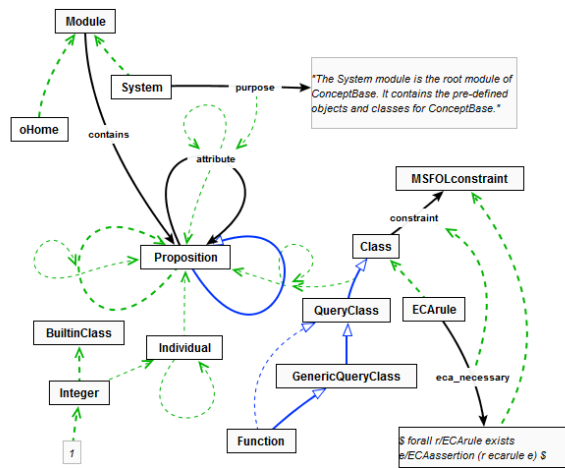 Module
System
purpose
"The System module is the root module of
ConceptBase. It contains the pre-defined
objects and classes for ConceptBase."
oHome
contains
attribute
MSFOLconstraint
constraint
Class
Proposition
QueryClass
ECArule
BuiltinClass
Individual
GenericQueryClass
eca_necessary
Integer
Function
1
$ forall r/ECArule exists
e/ECAassertion (r ecarule e) $